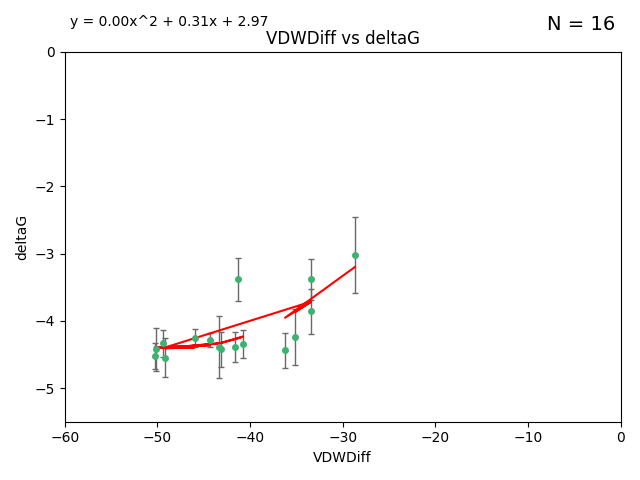 y = 0.00x^2 + 0.31x + 2.97
N = 16
VDWDiff vs deltaG
0
−1
−2
−3
−4
−5
deltaG
−60 −50 −40 −30 −20 −10 0
VDWDiff